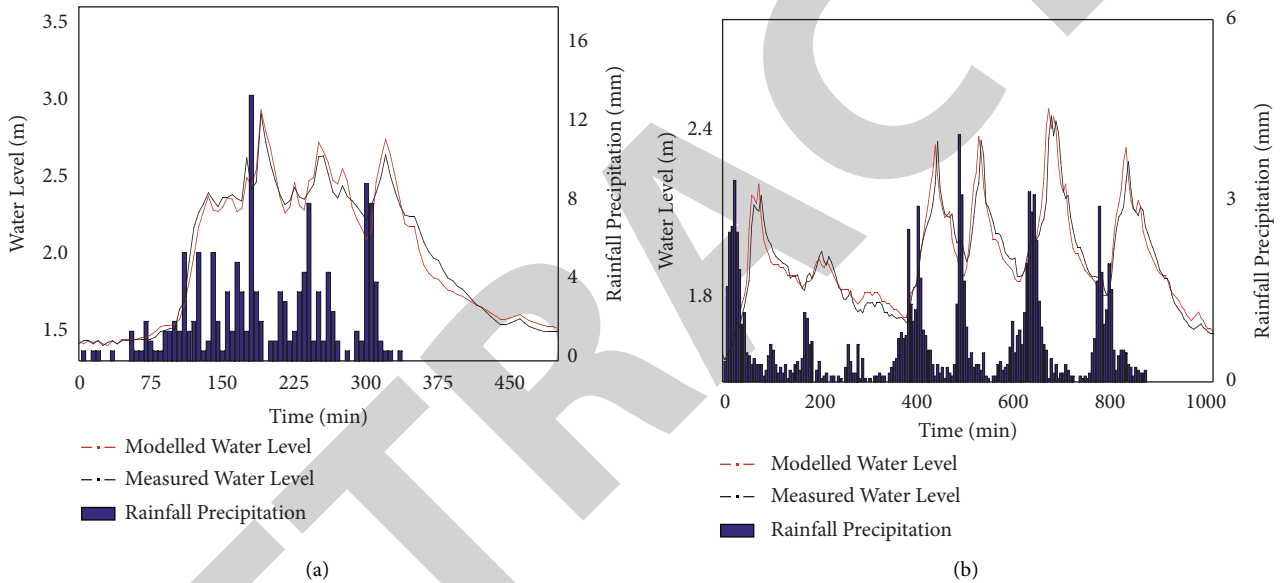 3.5
3.0
2.5
2.0
1.5
Water Level (m)
16
12
8
4
0
Rainfall Precipitation (mm)
0 75 150 225 300 375 450
Time (min)
Modelled Water Level
Measured Water Level
Rainfall Precipitation
(a)
2.4
1.8
Water Level (m)
6
3
0
Rainfall Precipitation (mm)
0 200 400 600 800 1000
Time (min)
Modelled Water Level
Measured Water Level
Rainfall Precipitation
(b)
TRAC